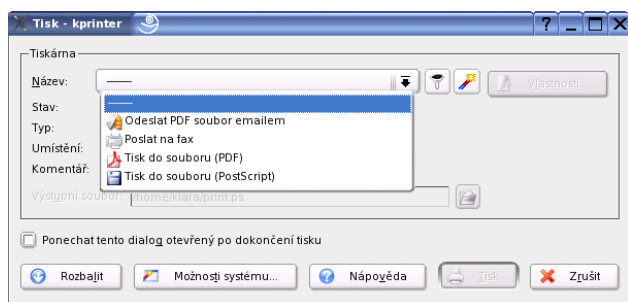 Tisk - kprinter
Tiskárna
Název:
Stav:
Odeslat PDF soubor emailem
Typ:
Poslat na fax
Umístění:
Tisk do souboru (PDF)
Komentář:
Tisk do souboru (PostScript)
Vlastnosti
Výstupní soubor: /home/klara/print.ps
Ponechat tento dialog otevřený po dokončení tisku
Rozbalit Možnosti systému... Nápověda Tisk Zrušit